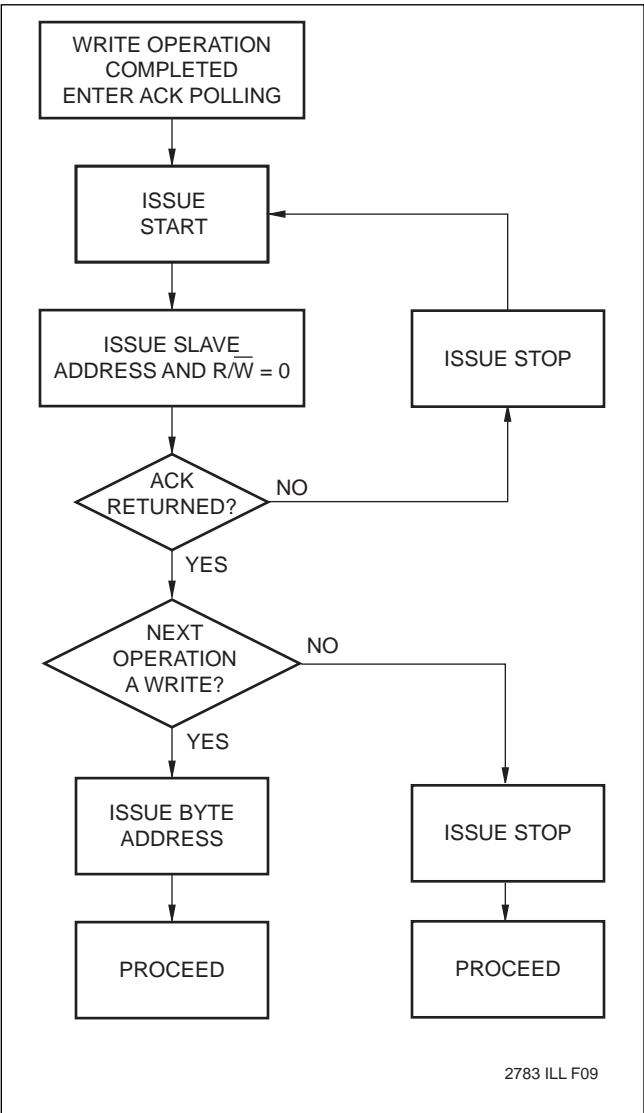 WRITE OPERATION
COMPLETED
ENTER ACK POLLING
ISSUE
START
ISSUE SLAVE
ADDRESS AND R/W̅ = 0
ISSUE STOP
ACK
RETURNED?
NO
YES
NEXT
OPERATION
A WRITE?
NO
YES
ISSUE BYTE
ADDRESS
ISSUE STOP
PROCEED
PROCEED
2783 ILL F09